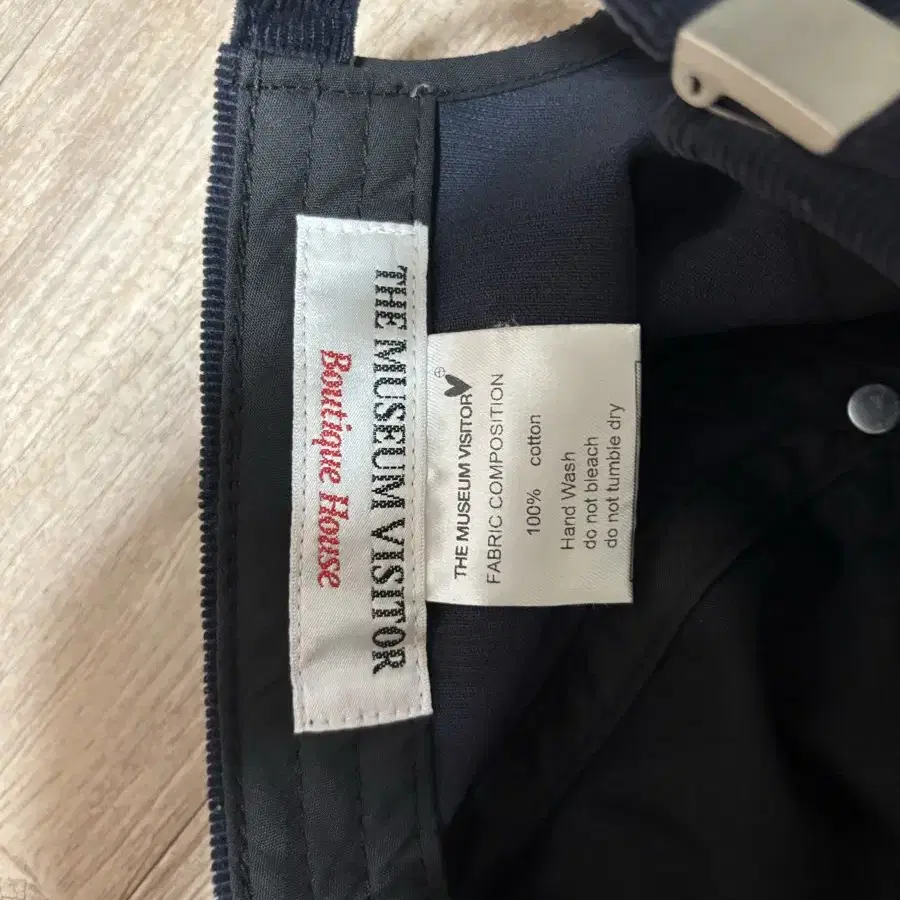 THE MUSEUM VISITOR
Boutique House
THE MUSEUM VISITOR
FABRIC COMPOSITION
100% cotton
Hand Wash
do not bleach
do not tumble dry